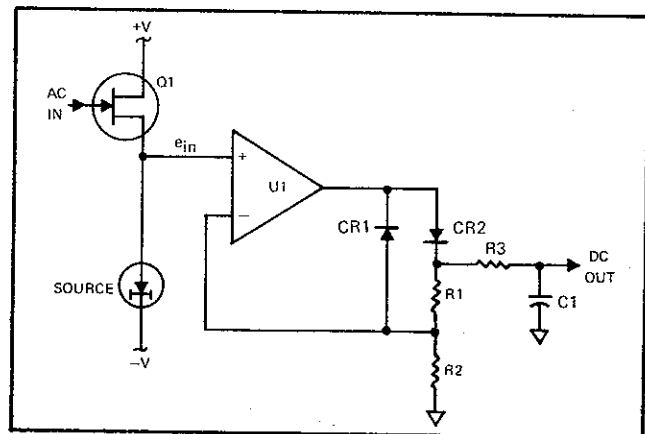 +V
Q1
AC
IN
e_in
+
U1
−
CR1
CR2
R3
DC
OUT
SOURCE
R1
C1
−V
R2